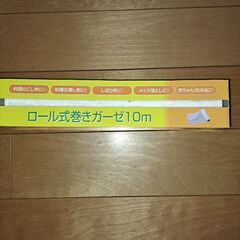 料理のこし布に!
料理の蒸し布に!
しぼり布に!
メイク落としに!
赤ちゃんの沐浴に!
ロール式巻きガーゼ10m